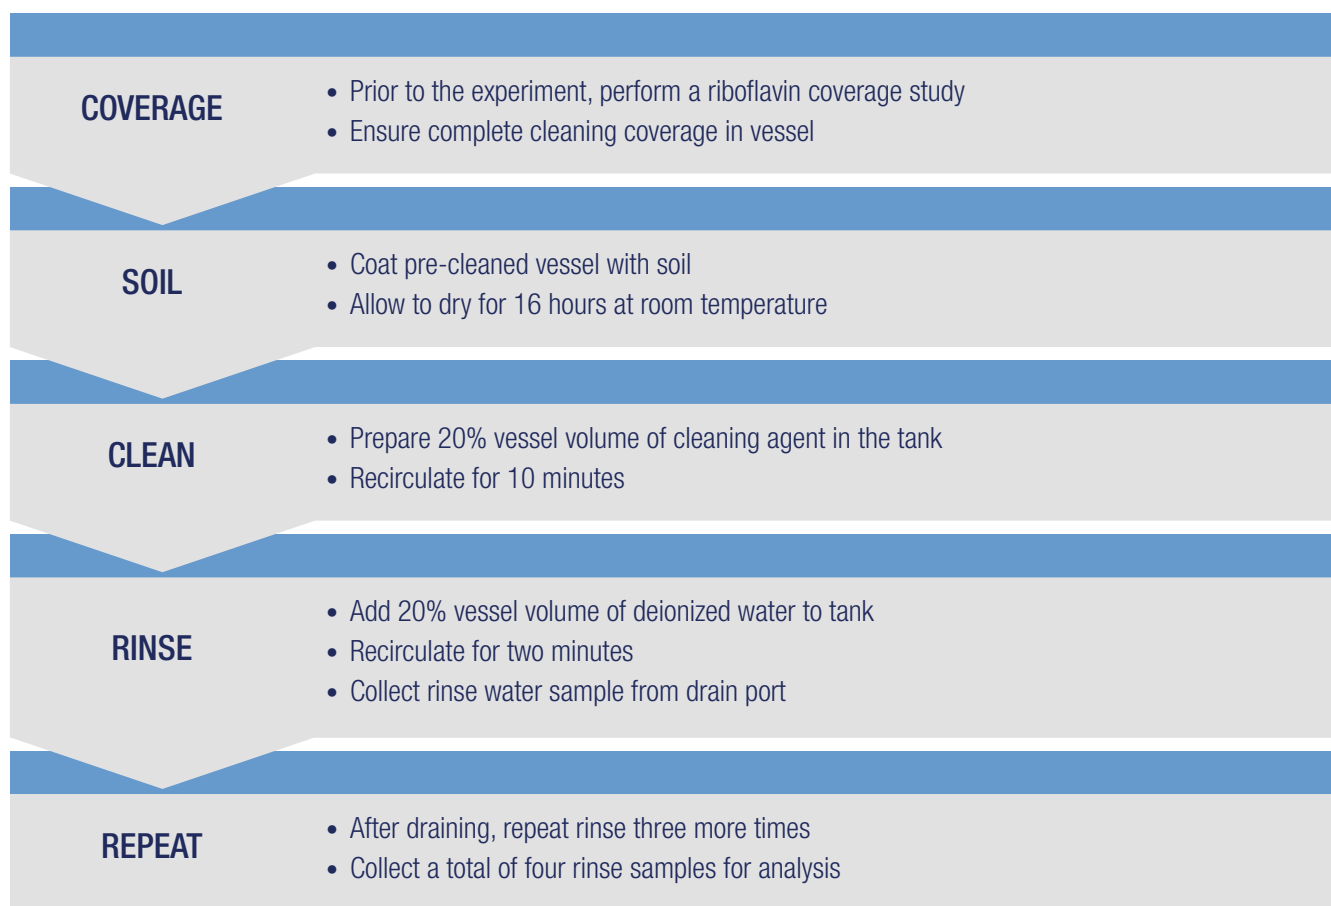 COVERAGE
• Prior to the experiment, perform a riboflavin coverage study
• Ensure complete cleaning coverage in vessel
SOIL
• Coat pre-cleaned vessel with soil
• Allow to dry for 16 hours at room temperature
CLEAN
• Prepare 20% vessel volume of cleaning agent in the tank
• Recirculate for 10 minutes
RINSE
• Add 20% vessel volume of deionized water to tank
• Recirculate for two minutes
• Collect rinse water sample from drain port
REPEAT
• After draining, repeat rinse three more times
• Collect a total of four rinse samples for analysis